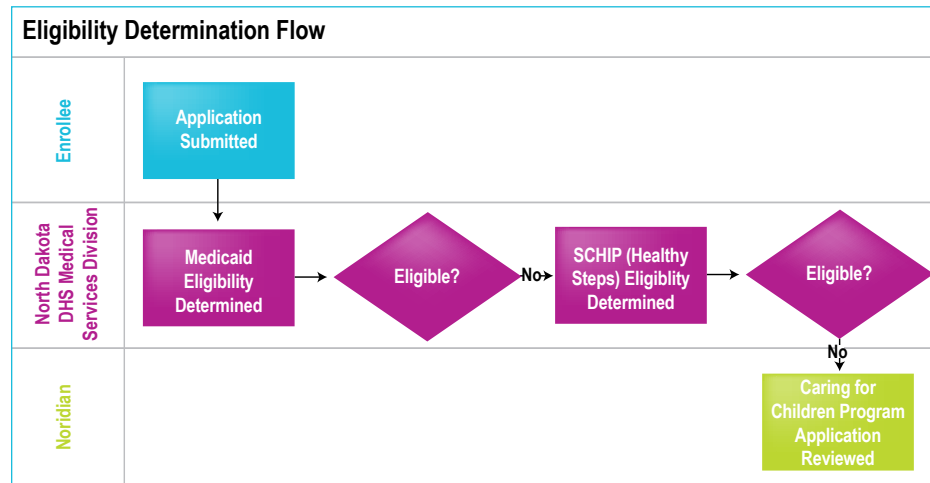 Eligibility Determination Flow
Enrollee
Application
Submitted
North Dakota
DHS Medical
Services Division
Medicaid
Eligibility
Determined
Eligible?
No
SCHIP (Healthy
Steps) Eligiblity
Determined
Eligible?
No
Noridian
Caring for
Children Program
Application
Reviewed